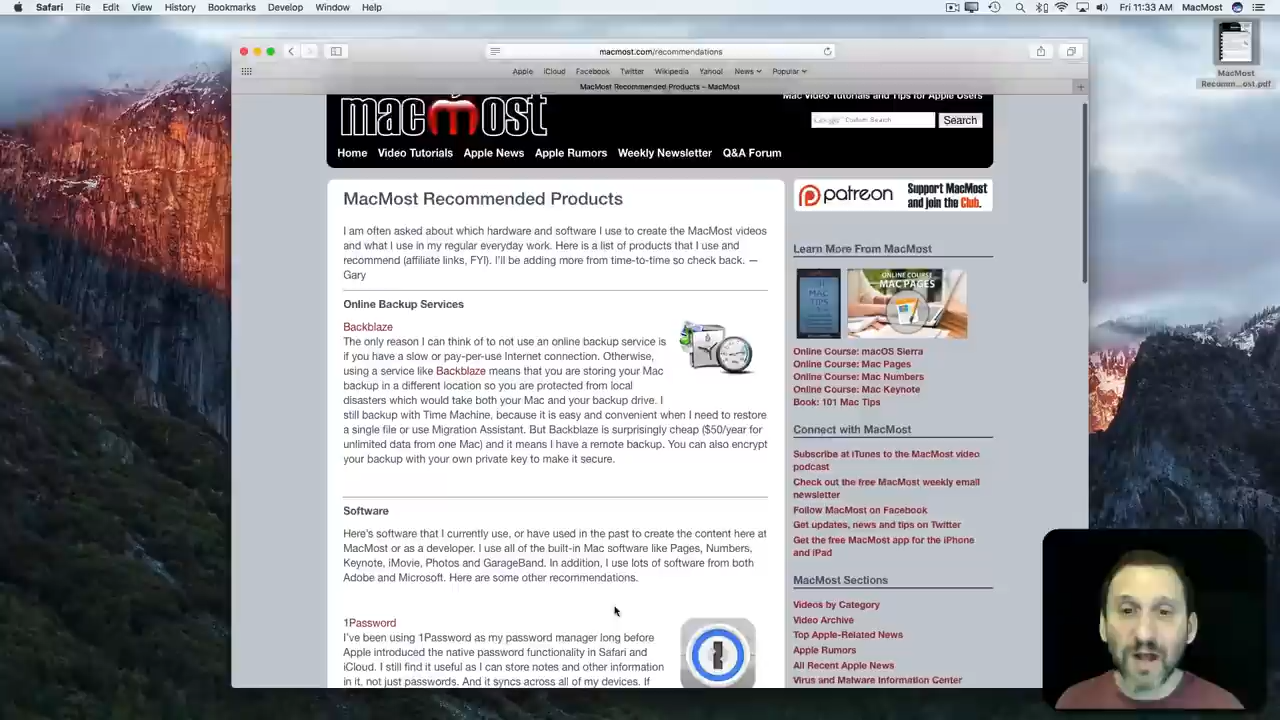 Safari File Edit View History Bookmarks Develop Window Help
Fri 11:33 AM MacMost
macmost.com/recommendations
Apple iCloud Facebook Twitter Wikipedia Yahoo! News Popular
MacMost Recommended Products – MacMost
MacMost
Recomm...ost.pdf
macmost
Mac Video Tutorials and Tips for Apple Users
Google Custom Search
Search
Home Video Tutorials Apple News Apple Rumors Weekly Newsletter Q&A Forum
MacMost Recommended Products
I am often asked about which hardware and software I use to create the MacMost videos
and what I use in my regular everyday work. Here is a list of products that I use and
recommend (affiliate links, FYI). I'll be adding more from time-to-time so check back. —
Gary
Online Backup Services
Backblaze
The only reason I can think of to not use an online backup service is
if you have a slow or pay-per-use Internet connection. Otherwise,
using a service like Backblaze means that you are storing your Mac
backup in a different location so you are protected from local
disasters which would take both your Mac and your backup drive. I
still backup with Time Machine, because it is easy and convenient when I need to restore
a single file or use Migration Assistant. But Backblaze is surprisingly cheap ($50/year for
unlimited data from one Mac) and it means I have a remote backup. You can also encrypt
your backup with your own private key to make it secure.
Software
Here's software that I currently use, or have used in the past to create the content here at
MacMost or as a developer. I use all of the built-in Mac software like Pages, Numbers,
Keynote, iMovie, Photos and GarageBand. In addition, I use lots of software from both
Adobe and Microsoft. Here are some other recommendations.
1Password
I've been using 1Password as my password manager long before
Apple introduced the native password functionality in Safari and
iCloud. I still find it useful as I can store notes and other information
in it, not just passwords. And it syncs across all of my devices. If
patreon
Support MacMost
and join the Club.
Learn More From MacMost
MAC
TIPS
ONLINE COURSE
MAC PAGES
Online Course: macOS Sierra
Online Course: Mac Pages
Online Course: Mac Numbers
Online Course: Mac Keynote
Book: 101 Mac Tips
Connect with MacMost
Subscribe at iTunes to the MacMost video
podcast
Check out the free MacMost weekly email
newsletter
Follow MacMost on Facebook
Get updates, news and tips on Twitter
Get the free MacMost app for the iPhone
and iPad
MacMost Sections
Videos by Category
Video Archive
Top Apple-Related News
Apple Rumors
All Recent Apple News
Virus and Malware Information Center